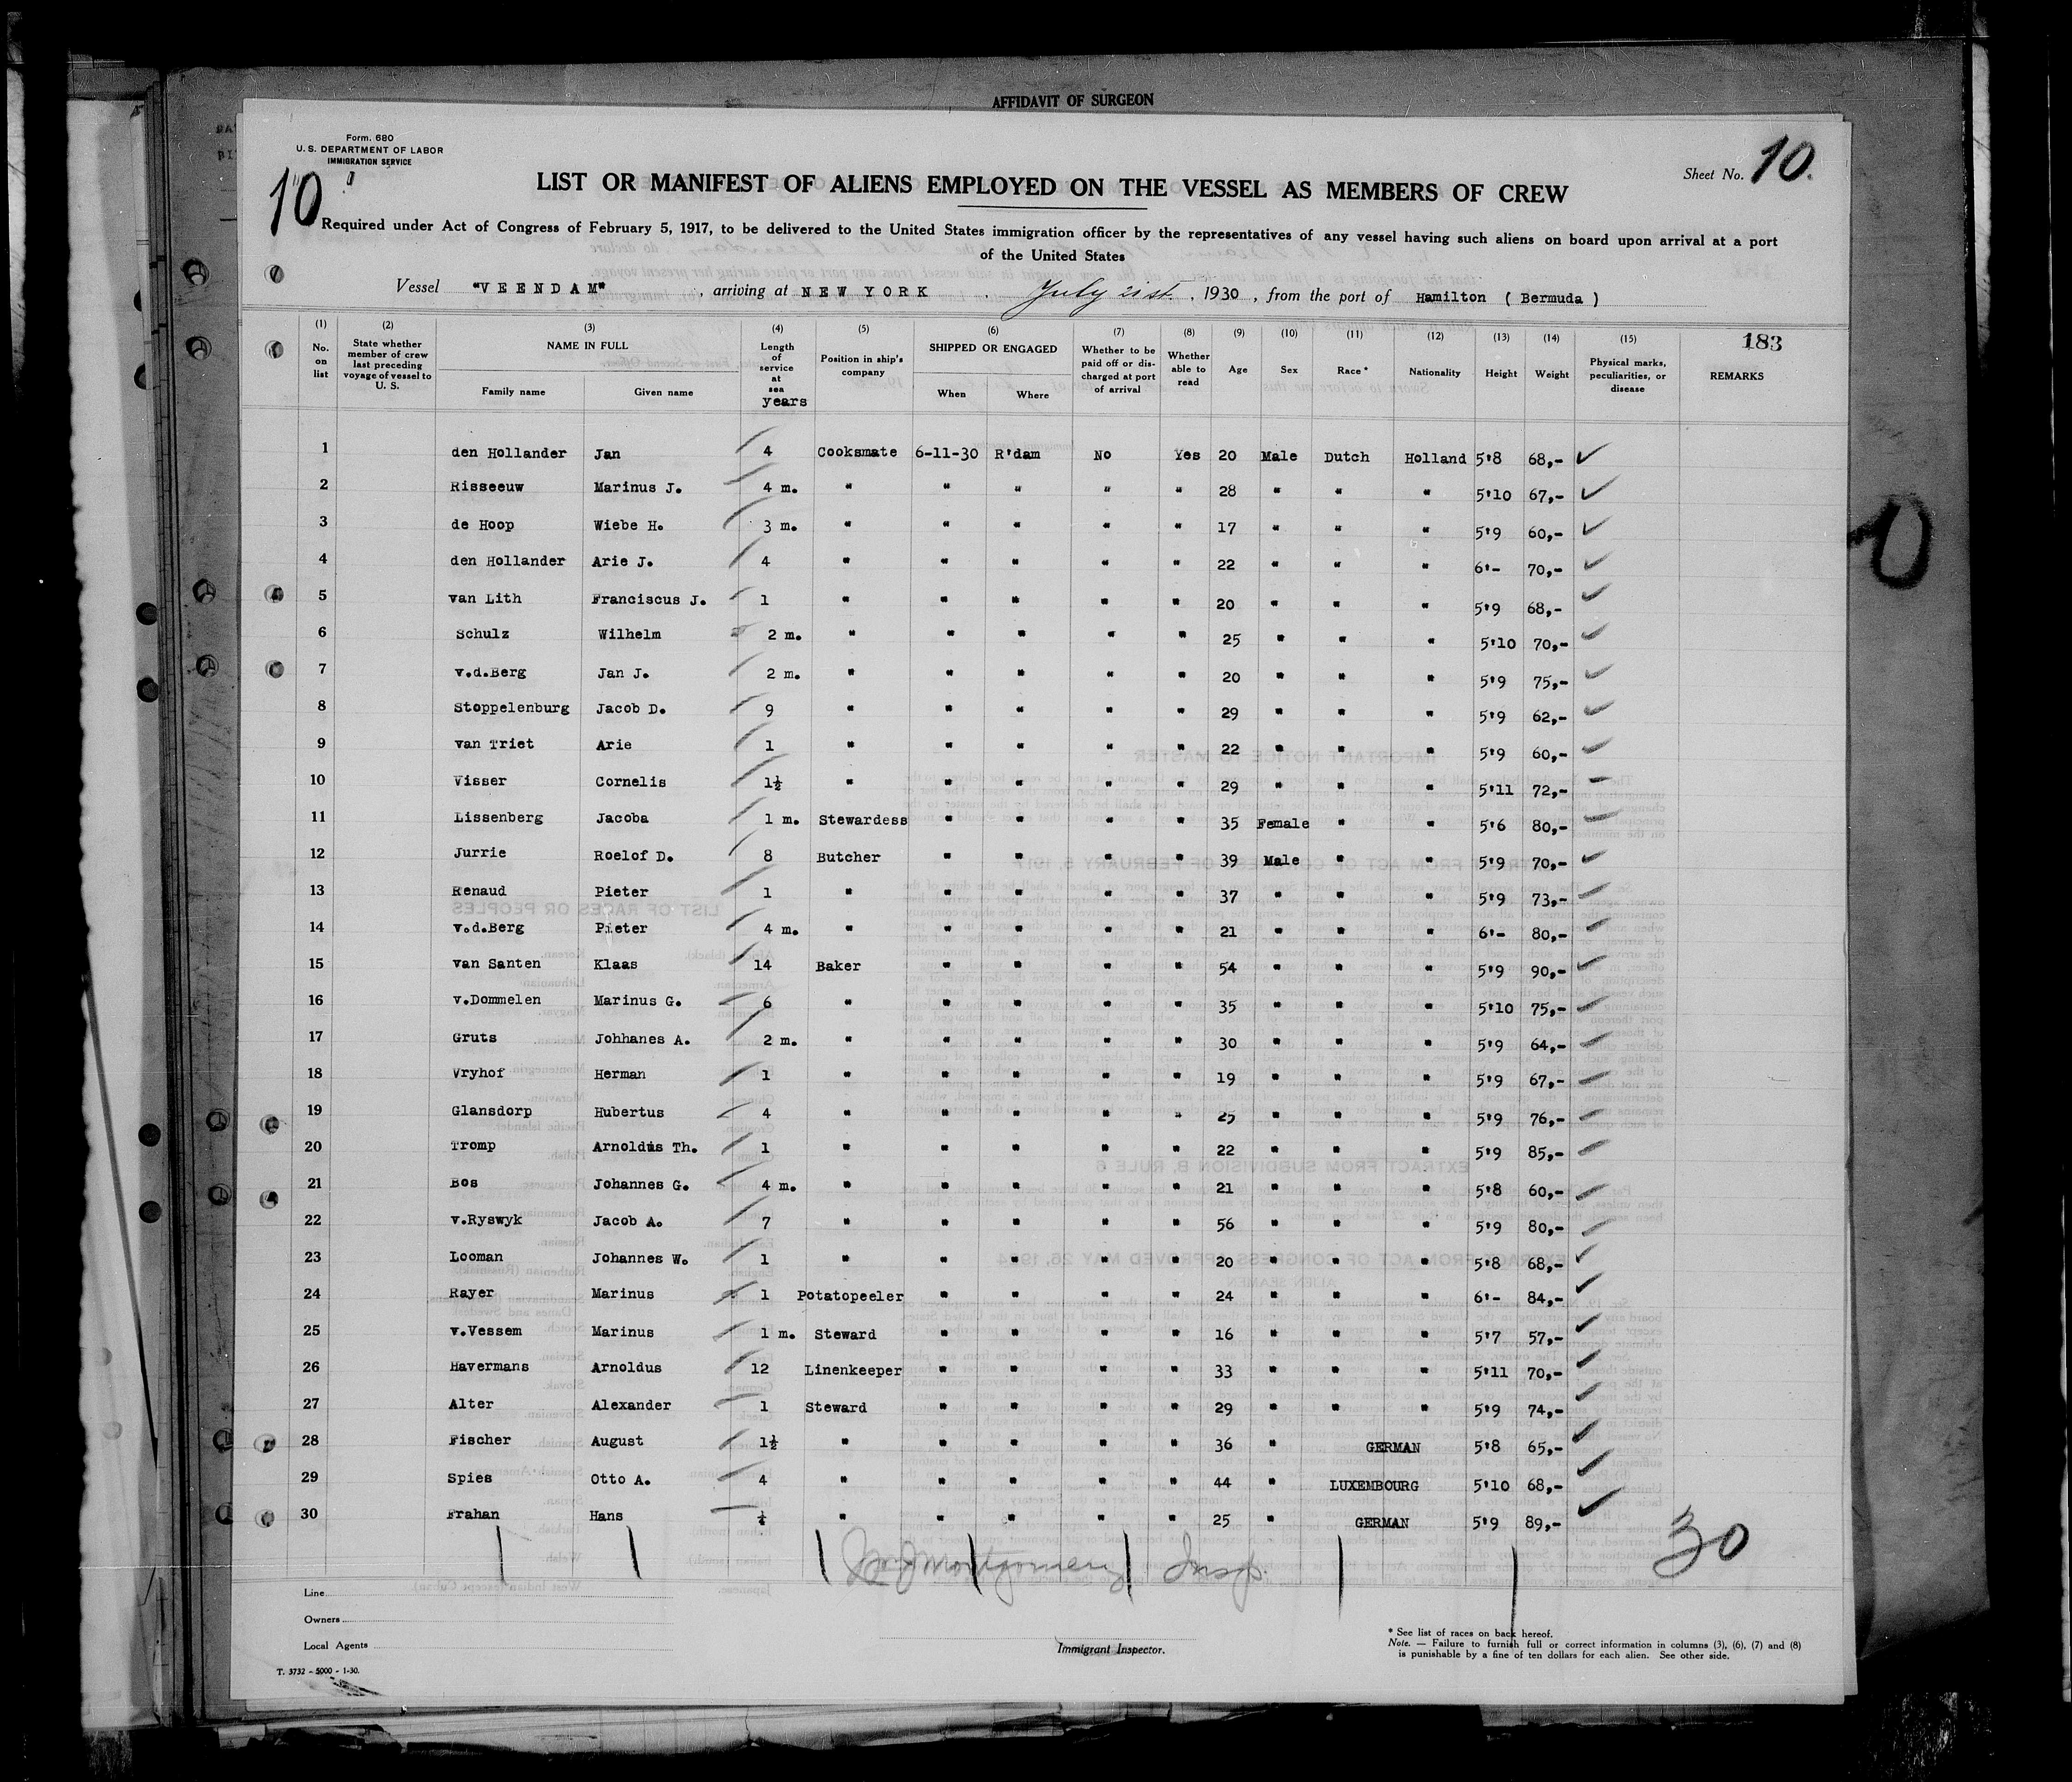 AFFIDAVIT OF SURGEON
Form. 680
U. S. DEPARTMENT OF LABOR
IMMIGRATION SERVICE
10
Sheet No. 10.
LIST OR MANIFEST OF ALIENS EMPLOYED ON THE VESSEL AS MEMBERS OF CREW
Required under Act of Congress of February 5, 1917, to be delivered to the United States immigration officer by the representatives of any vessel having such aliens on board upon arrival at a port
of the United States
Vessel "VEENDAM" , arriving at NEW YORK , July 21st. , 1930 , from the port of Hamilton ( Bermuda )
(1) No. on list (2) State whether member of crew last preceding voyage of vessel to U. S. (3) NAME IN FULL Family name Given name (4) Length of service at sea years (5) Position in ship's company (6) SHIPPED OR ENGAGED When Where (7) Whether to be paid off or discharged at port of arrival (8) Whether able to read (9) Age (10) Sex (11) Race * (12) Nationality (13) Height (14) Weight (15) Physical marks, peculiarities, or disease 183 REMARKS
1 den Hollander Jan 4 Cooksmate 6-11-30 R'dam No Yes 20 Male Dutch Holland 5'8 68,-
2 Risseeuw Marinus J. 4 m. " " " " " 28 " " " 5'10 67,-
3 de Hoop Wiebe H. 3 m. " " " " " 17 " " " 5'9 60,-
4 den Hollander Arie J. 4 " " " " " 22 " " " 6'- 70,-
5 van Lith Franciscus J. 1 " " " " " 20 " " " 5'9 68,-
6 Schulz Wilhelm 2 m. " " " " " 25 " " " 5'10 70,-
7 v.d.Berg Jan J. 2 m. " " " " " 20 " " " 5'9 75,-
8 Stoppelenburg Jacob D. 9 " " " " " 29 " " " 5'9 62,-
9 van Triet Arie 1 " " " " " 22 " " " 5'9 60,-
10 Visser Cornelis 1½ " " " " " 29 " " " 5'11 72,-
11 Lissenberg Jacoba 1 m. Stewardess " " " " 35 Female " " 5'6 80,-
12 Jurrie Roelof D. 8 Butcher " " " " 39 Male " " 5'9 70,-
13 Renaud Pieter 1 " " " " " 37 " " " 5'9 73,-
14 v.d.Berg Pieter 4 m. " " " " " 21 " " " 6'- 80,-
15 van Santen Klaas 14 Baker " " " " 54 " " " 5'9 90,-
16 v.Dommelen Marinus G. 6 " " " " " 35 " " " 5'10 75,-
17 Gruts Johhanes A. 2 m. " " " " " 30 " " " 5'9 64,-
18 Vryhof Herman 1 " " " " " 19 " " " 5'9 67,-
19 Glansdorp Hubertus 4 " " " " " 25 " " " 5'9 76,-
20 Tromp Arnoldus Th. 1 " " " " " 22 " " " 5'9 85,-
21 Bos Johannes G. 4 m. " " " " " 21 " " " 5'8 60,-
22 v.Ryswyk Jacob A. 7 " " " " " 56 " " " 5'9 80,-
23 Looman Johannes W. 1 " " " " " 20 " " " 5'8 68,-
24 Rayer Marinus 1 Potatopeeler " " " " 24 " " " 6'- 84,-
25 v.Vessem Marinus 1 m. Steward " " " " 16 " " " 5'7 57,-
26 Havermans Arnoldus 12 Linenkeeper " " " " 33 " " " 5'11 70,-
27 Alter Alexander 1 Steward " " " " 29 " " " 5'9 74,-
28 Fischer August 1½ " " " " " 36 " GERMAN 5'8 65,-
29 Spies Otto A. 4 " " " " " 44 " LUXEMBOURG 5'10 68,-
30 Frahan Hans ½ " " " " " 25 " GERMAN 5'9 89,-
30
Montgomery Insp.
Line
Owners
Local Agents
Immigrant Inspector.
* See list of races on back hereof.
Note. — Failure to furnish full or correct information in columns (3), (6), (7) and (8)
is punishable by a fine of ten dollars for each alien. See other side.
T. 3732 - 5000 - 1-30.